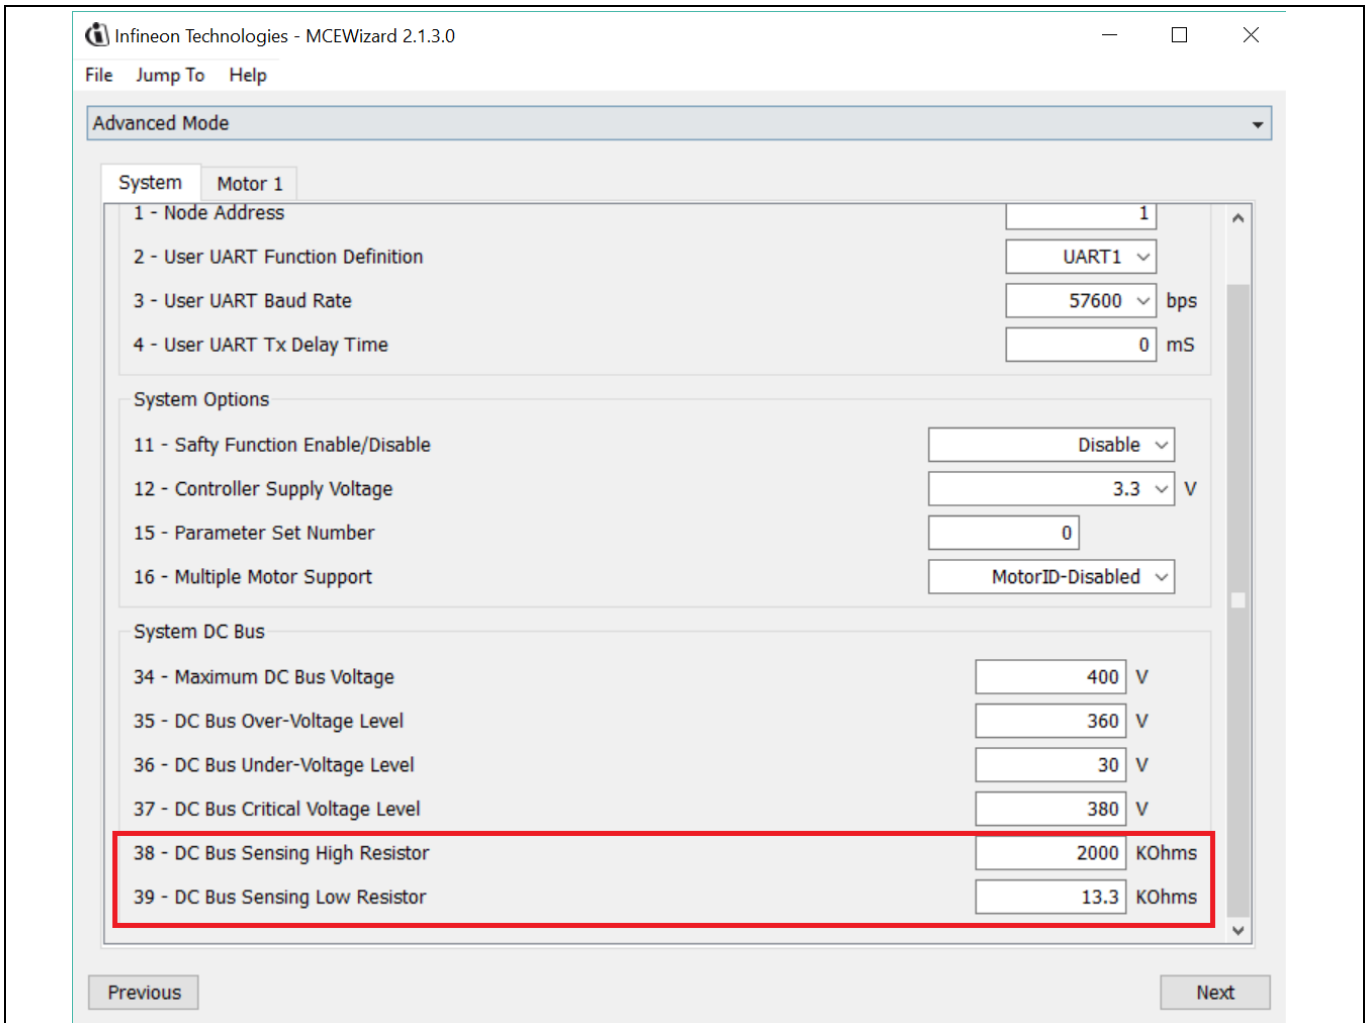 Infineon Technologies - MCEWizard 2.1.3.0
File Jump To Help
Advanced Mode
System Motor 1
1 - Node Address 1
2 - User UART Function Definition UART1
3 - User UART Baud Rate 57600 bps
4 - User UART Tx Delay Time 0 mS
System Options
11 - Safty Function Enable/Disable Disable
12 - Controller Supply Voltage 3.3 V
15 - Parameter Set Number 0
16 - Multiple Motor Support MotorID-Disabled
System DC Bus
34 - Maximum DC Bus Voltage 400 V
35 - DC Bus Over-Voltage Level 360 V
36 - DC Bus Under-Voltage Level 30 V
37 - DC Bus Critical Voltage Level 380 V
38 - DC Bus Sensing High Resistor 2000 KOhms
39 - DC Bus Sensing Low Resistor 13.3 KOhms
Previous Next